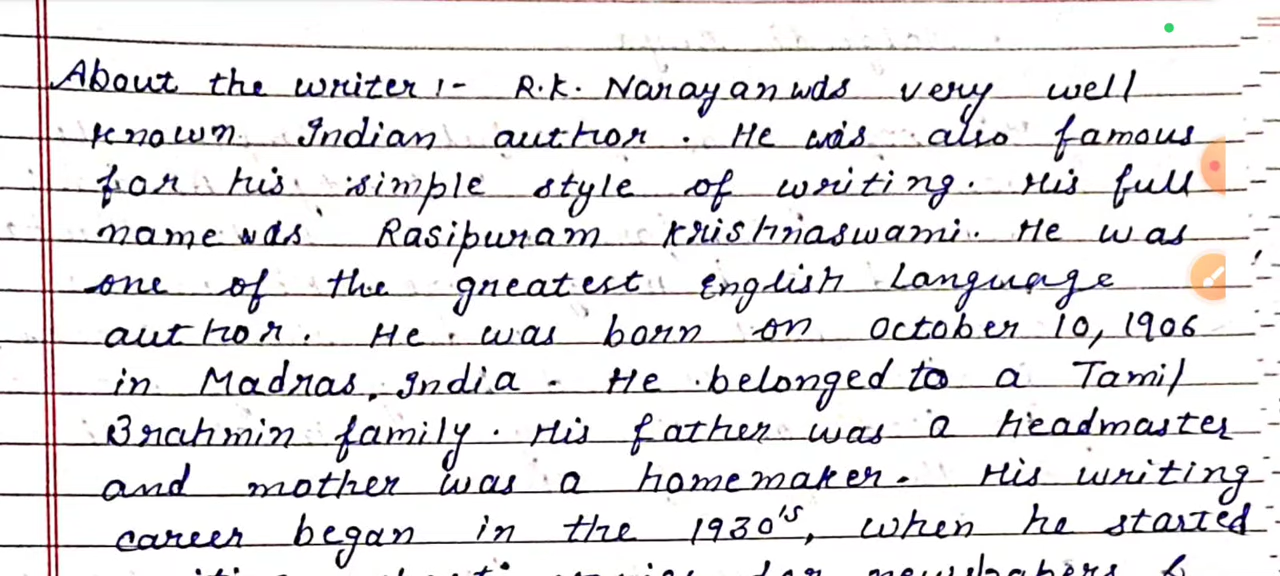 About the writer :- R.K. Narayan was very well
known Indian author. He was also famous
for his simple style of writing. His full
name was Rasipuram Krishnaswami. He was
one of the greatest English Language
author. He was born on October 10, 1906
in Madras, India. He belonged to a Tamil
Brahmin family. His father was a headmaster
and mother was a homemaker. His writing
career began in the 1930's, when he started